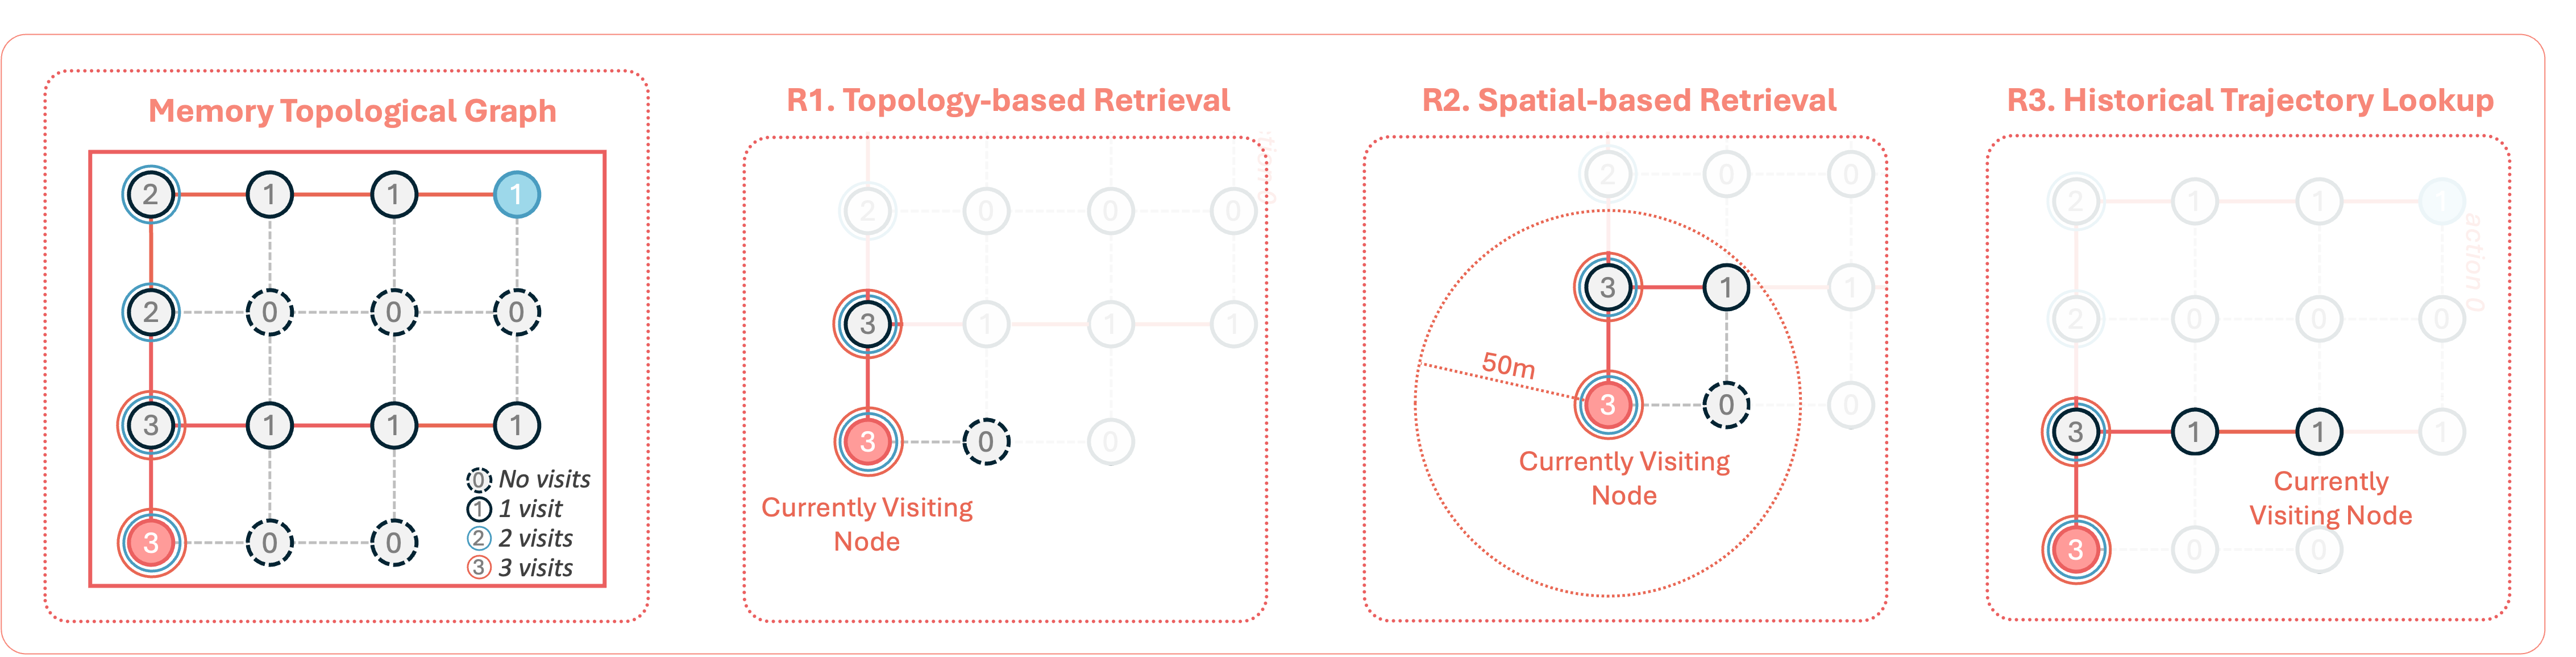 Memory Topological Graph
2 1 1 1
2 0 0 0
3 1 1 1
3 0 0
0 No visits
1 1 visit
2 2 visits
3 3 visits
R1. Topology-based Retrieval
2 0 0 0
3 1 1 1
3 0 0
Currently Visiting
Node
R2. Spatial-based Retrieval
2 0 0
3 1 1
50m
3 0 0
Currently Visiting
Node
R3. Historical Trajectory Lookup
2 1 1 1
action 0
2 0 0 0
3 1 1 1
Currently
Visiting Node
3 0 0